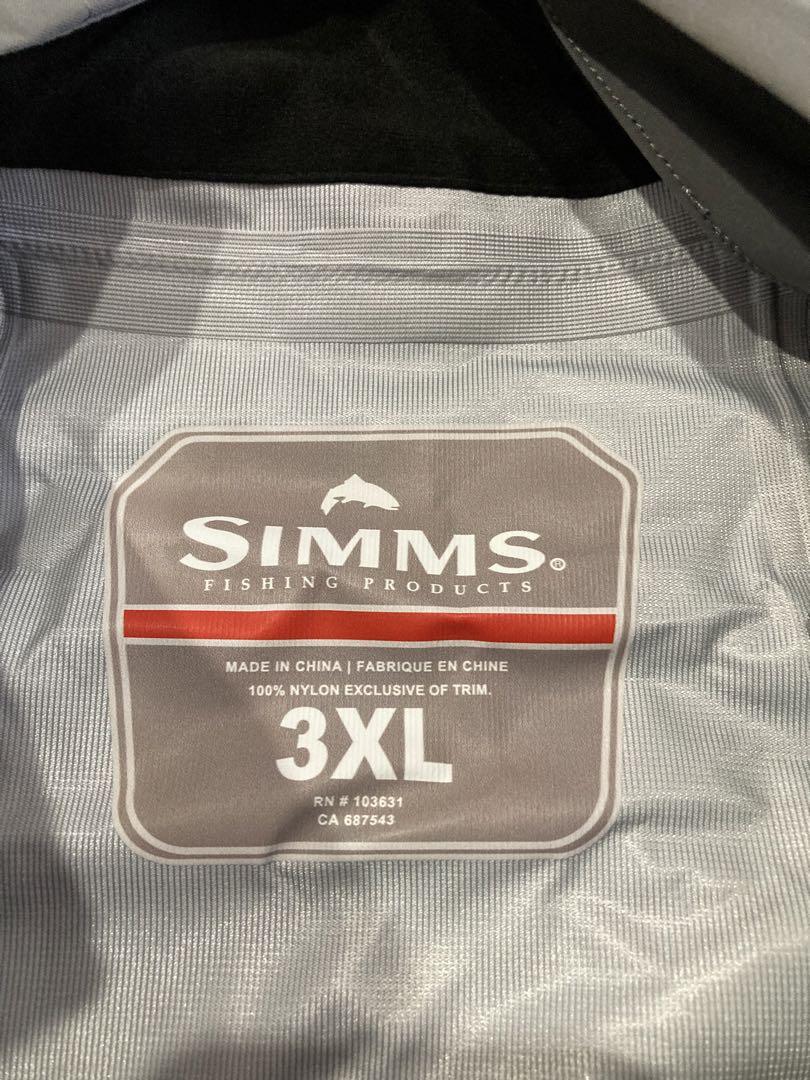 SIMMS®
FISHING PRODUCTS
MADE IN CHINA | FABRIQUE EN CHINE
100% NYLON EXCLUSIVE OF TRIM.
3XL
RN # 103631
CA 687543